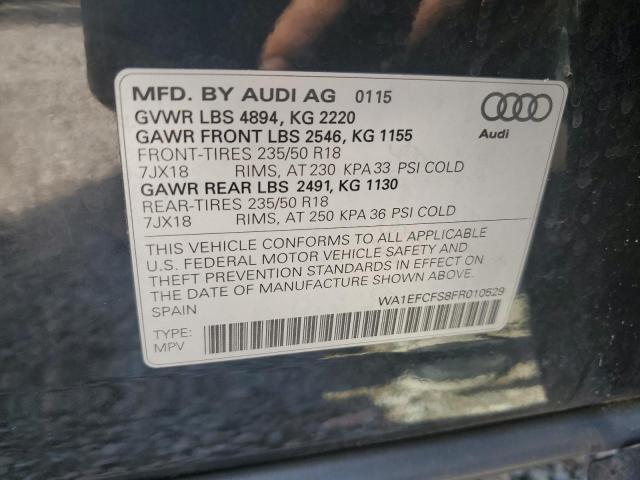 MFD. BY AUDI AG 0115
GVWR LBS 4894, KG 2220
GAWR FRONT LBS 2546, KG 1155
FRONT-TIRES 235/50 R18
7JX18 RIMS, AT 230 KPA 33 PSI COLD
GAWR REAR LBS 2491, KG 1130
REAR-TIRES 235/50 R18
7JX18 RIMS, AT 250 KPA 36 PSI COLD
Audi
THIS VEHICLE CONFORMS TO ALL APPLICABLE
U.S. FEDERAL MOTOR VEHICLE SAFETY AND
THEFT PREVENTION STANDARDS IN EFFECT ON
THE DATE OF MANUFACTURE SHOWN ABOVE.
SPAIN
WA1EFCFS8FR010529
TYPE:
MPV